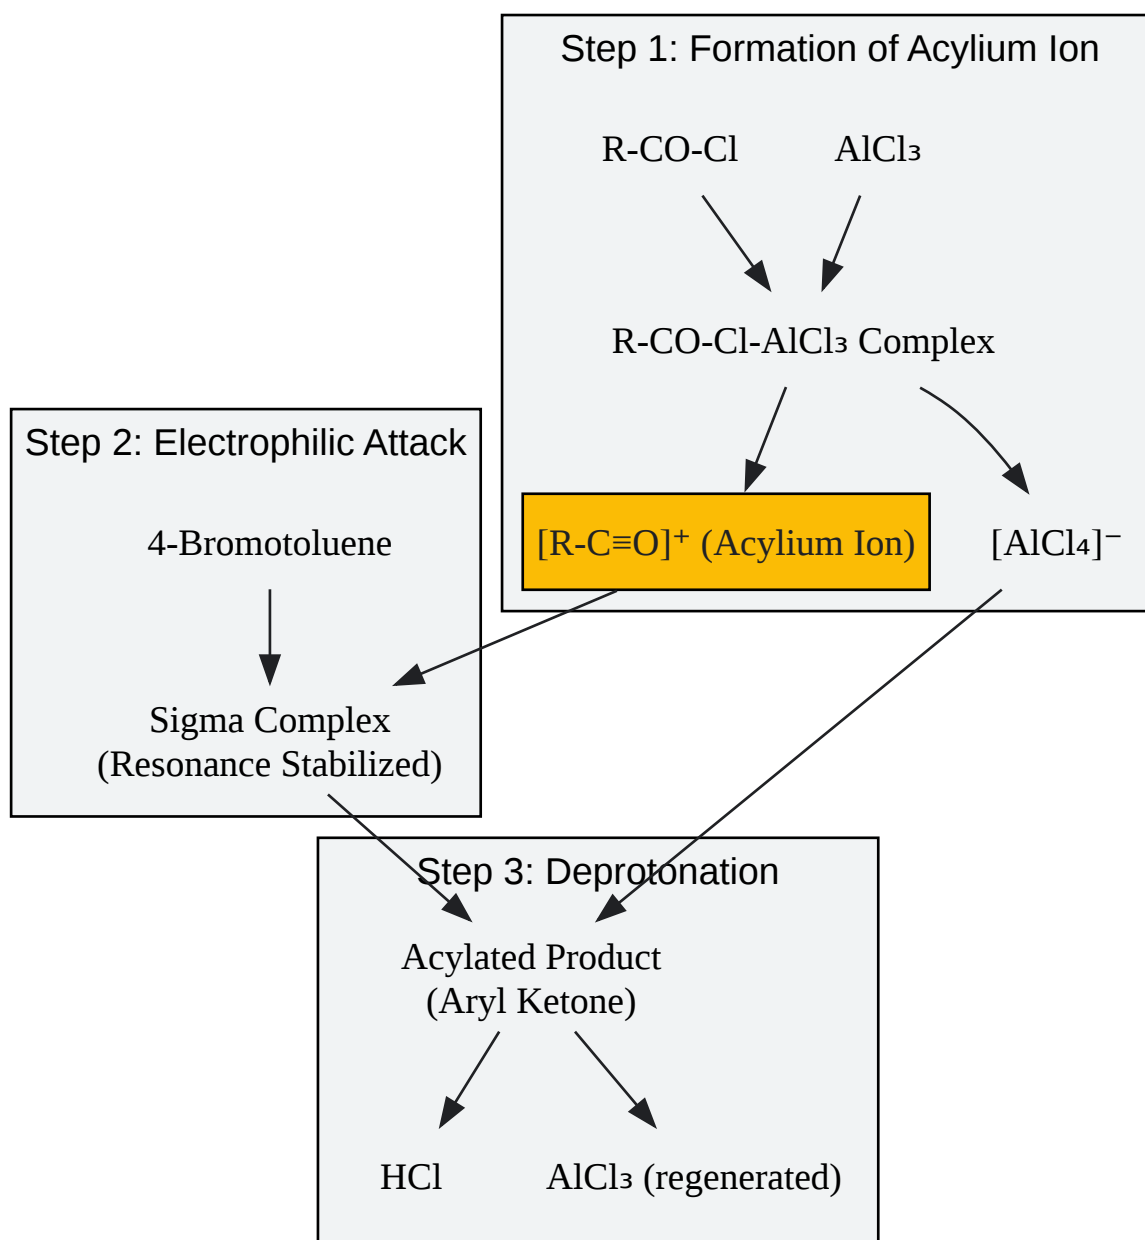 Step 1: Formation of Acylium Ion
R-CO-Cl
AlCl₃
R-CO-Cl-AlCl₃ Complex
[R-C≡O]⁺ (Acylium Ion)
[AlCl₄]⁻
Step 2: Electrophilic Attack
4-Bromotoluene
Sigma Complex
(Resonance Stabilized)
Step 3: Deprotonation
Acylated Product
(Aryl Ketone)
HCl
AlCl₃ (regenerated)